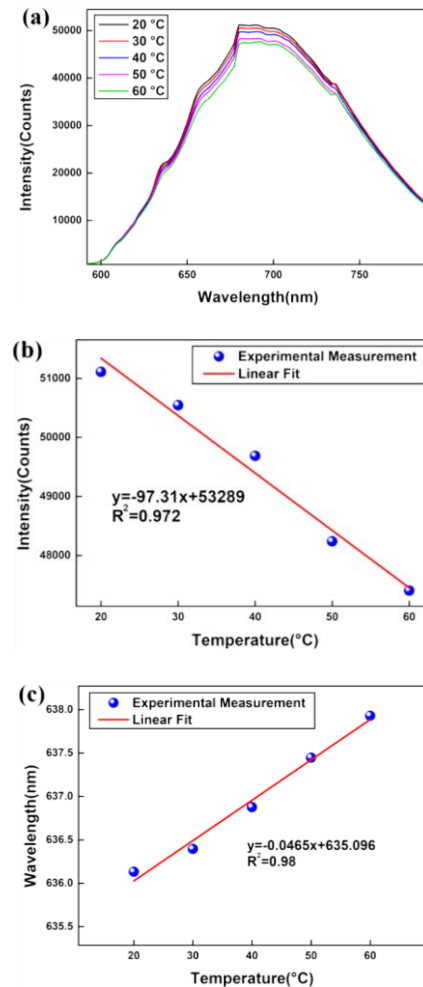 (a)
20 °C
30 °C
40 °C
50 °C
60 °C
50000
40000
30000
20000
10000
Intensity(Counts)
600
650
700
750
Wavelength(nm)
(b)
Experimental Measurement
Linear Fit
51000
50000
49000
48000
Intensity(Counts)
y=-97.31x+53289
R²=0.972
20
30
40
50
60
Temperature(°C)
(c)
Experimental Measurement
Linear Fit
638.0
637.5
637.0
636.5
636.0
635.5
Wavelength(nm)
y=-0.0465x+635.096
R²=0.98
20
30
40
50
60
Temperature(°C)